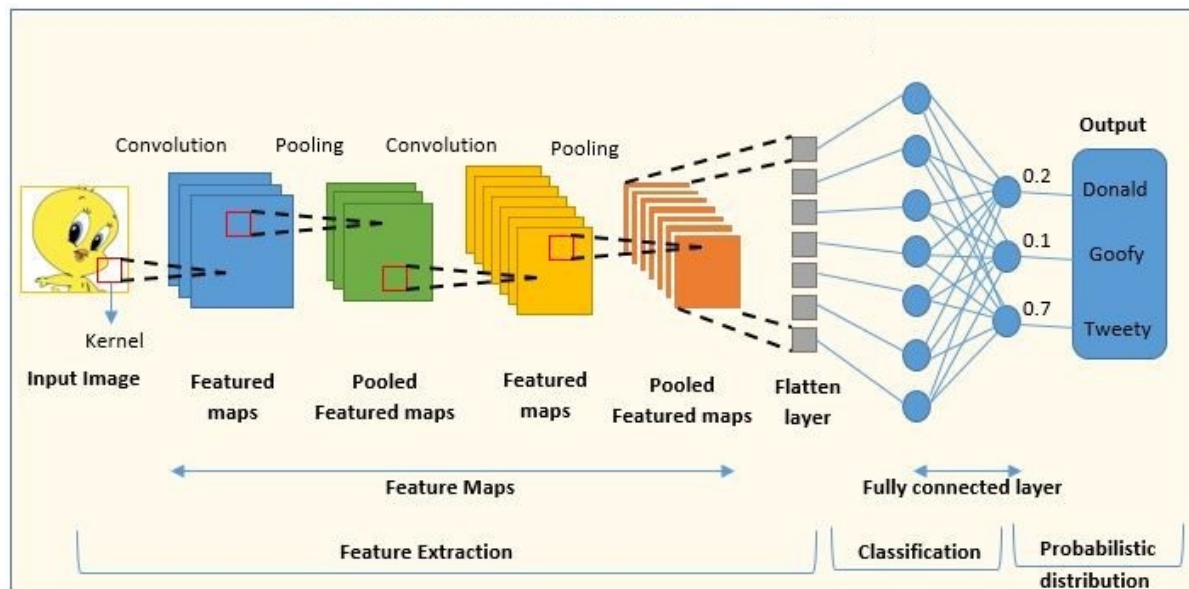 Convolution
Pooling
Convolution
Pooling
Output
0.2
Donald
0.1
Goofy
0.7
Tweety
Kernel
Input Image
Featured
maps
Pooled
Featured maps
Featured
maps
Pooled
Featured maps
Flatten
layer
Feature Maps
Fully connected layer
Feature Extraction
Classification
Probabilistic
distribution